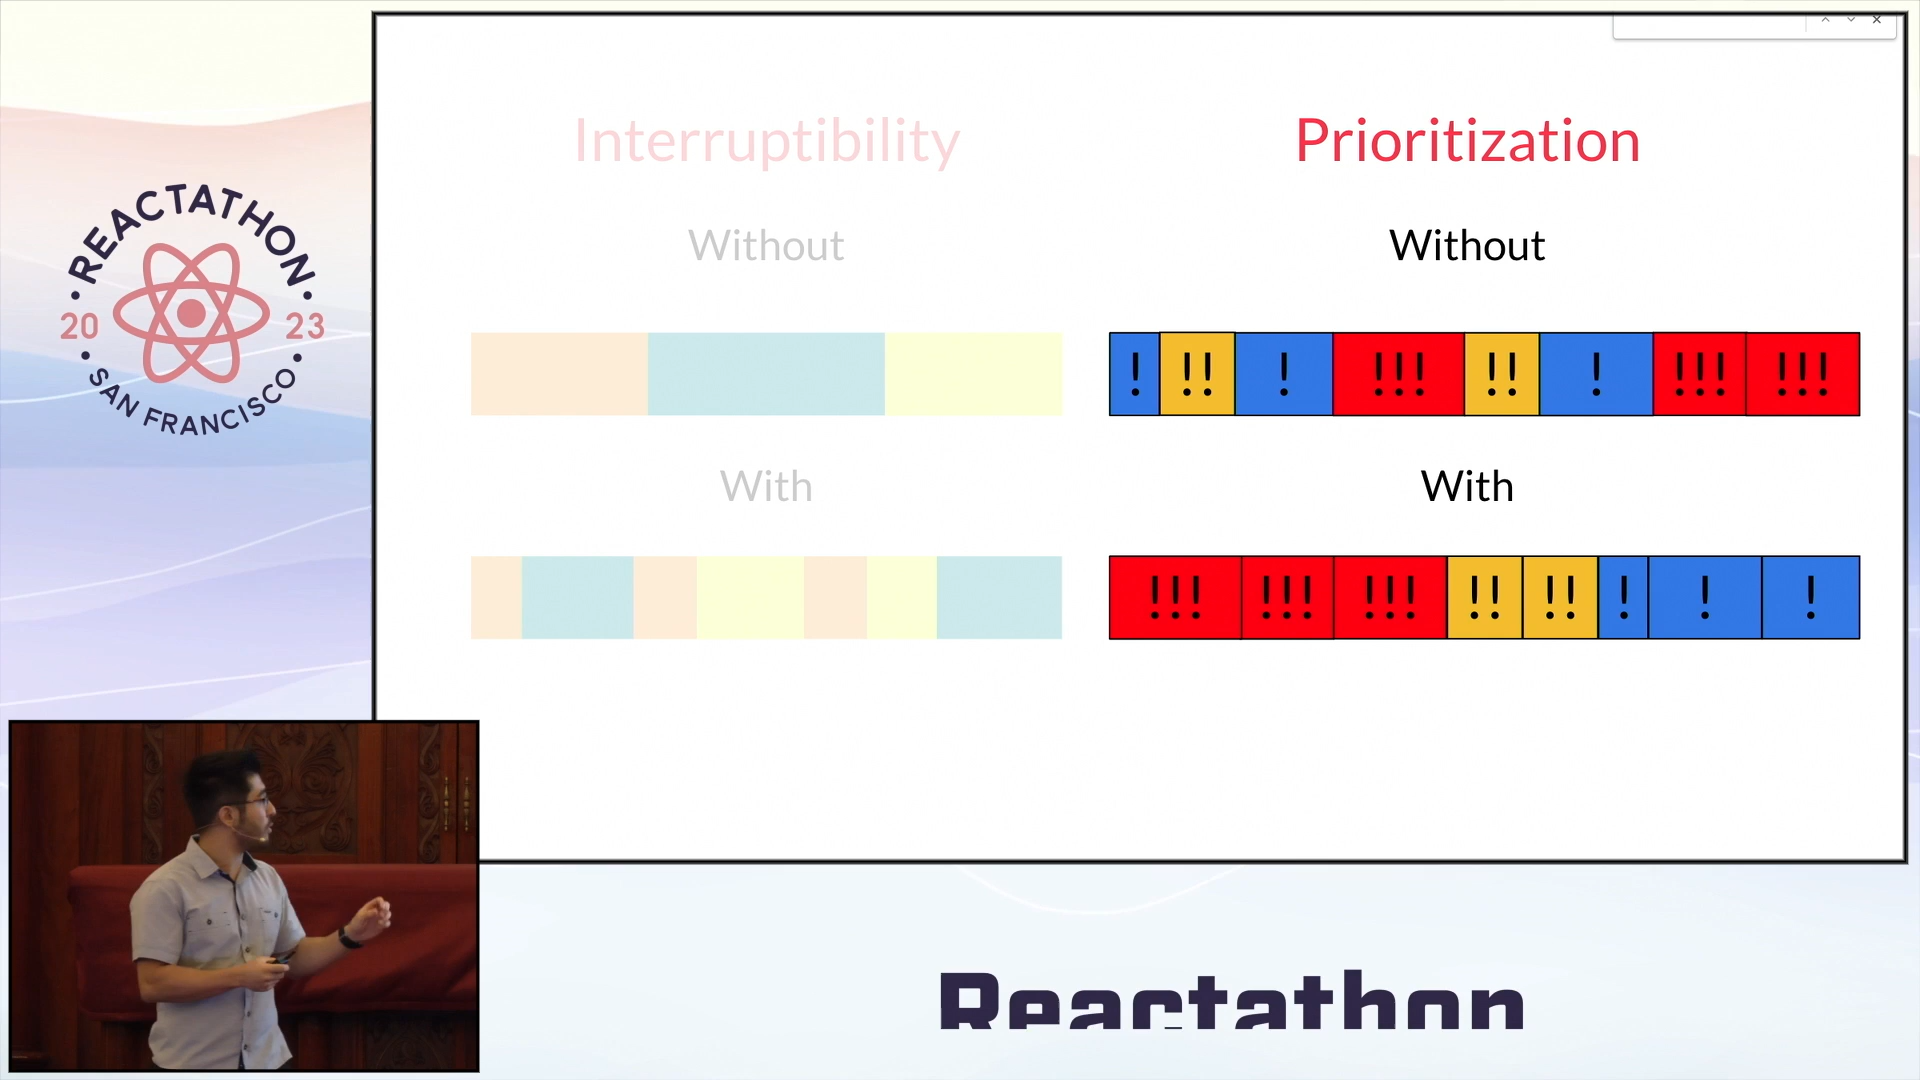 REACTATHON
20 23
SAN FRANCISCO
Interruptibility
Without
With
Prioritization
Without
! !! ! !!! !! ! !!! !!!
With
!!! !!! !!! !! !! ! ! !
Reactathon